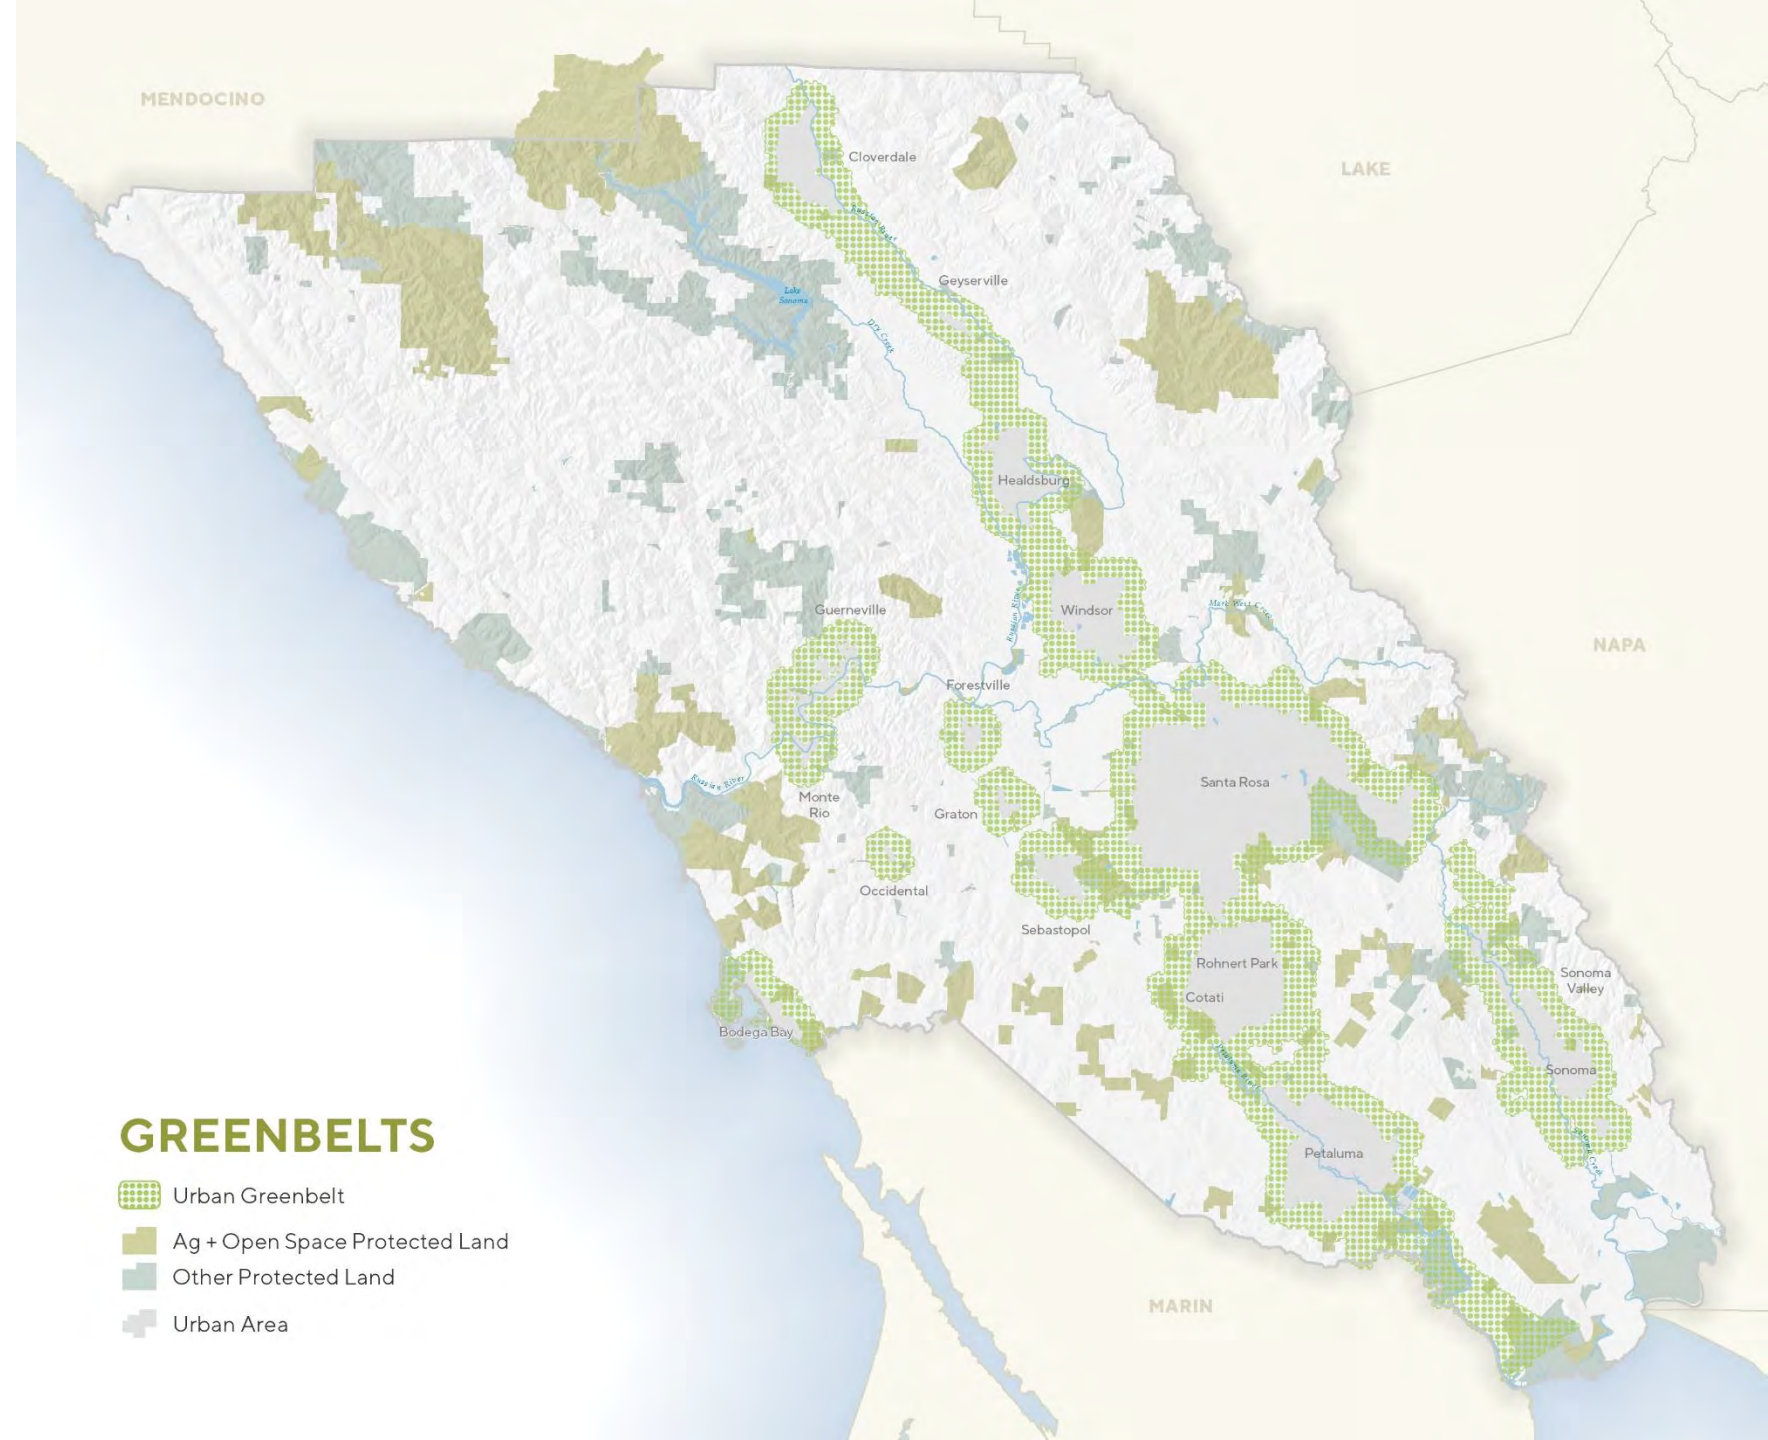 MENDOCINO
Cloverdale
LAKE
Russian River
Geyserville
Lake
Sonoma
Dry Creek
Healdsburg
Guerneville
Windsor
Mark West Creek
Russian River
NAPA
Forestville
Santa Rosa
Russian River
Monte
Rio
Graton
Occidental
Sebastopol
Rohnert Park
Sonoma
Valley
Cotati
Bodega Bay
Petaluma River
Sonoma
GREENBELTS
Petaluma
Sonoma Creek
Urban Greenbelt
Ag + Open Space Protected Land
Other Protected Land
MARIN
Urban Area